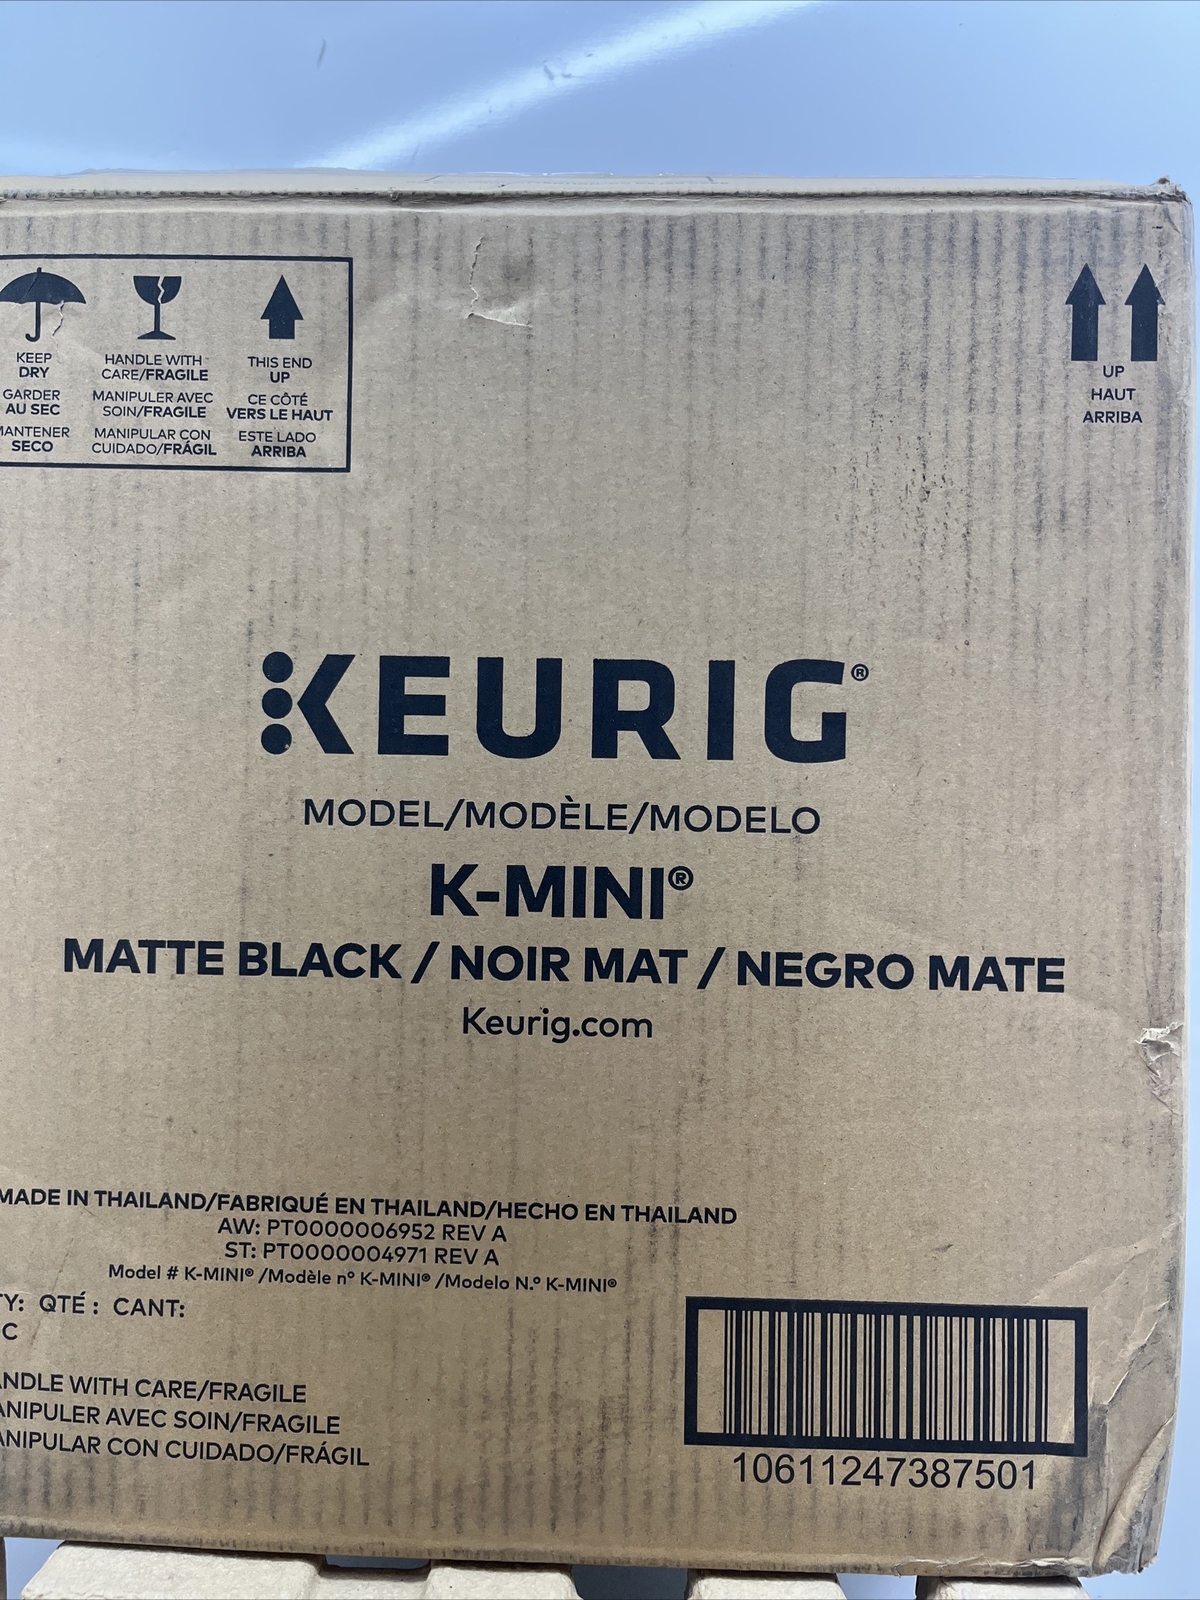 KEEP
DRY
GARDER
AU SEC
MANTENER
SECO
HANDLE WITH
CARE/FRAGILE
MANIPULER AVEC
SOIN/FRAGILE
MANIPULAR CON
CUIDADO/FRÁGIL
THIS END
UP
CE CÔTÉ
VERS LE HAUT
ESTE LADO
ARRIBA
UP
HAUT
ARRIBA
KEURIG®
MODEL/MODÈLE/MODELO
K-MINI®
MATTE BLACK / NOIR MAT / NEGRO MATE
Keurig.com
MADE IN THAILAND/FABRIQUÉ EN THAILAND/HECHO EN THAILAND
AW: PT0000006952 REV A
ST: PT0000004971 REV A
Model # K-MINI® /Modèle nº K-MINI® /Modelo N.º K-MINI®
TY: QTÉ : CANT:
C
ANDLE WITH CARE/FRAGILE
ANIPULER AVEC SOIN/FRAGILE
ANIPULAR CON CUIDADO/FRÁGIL
10611247387501